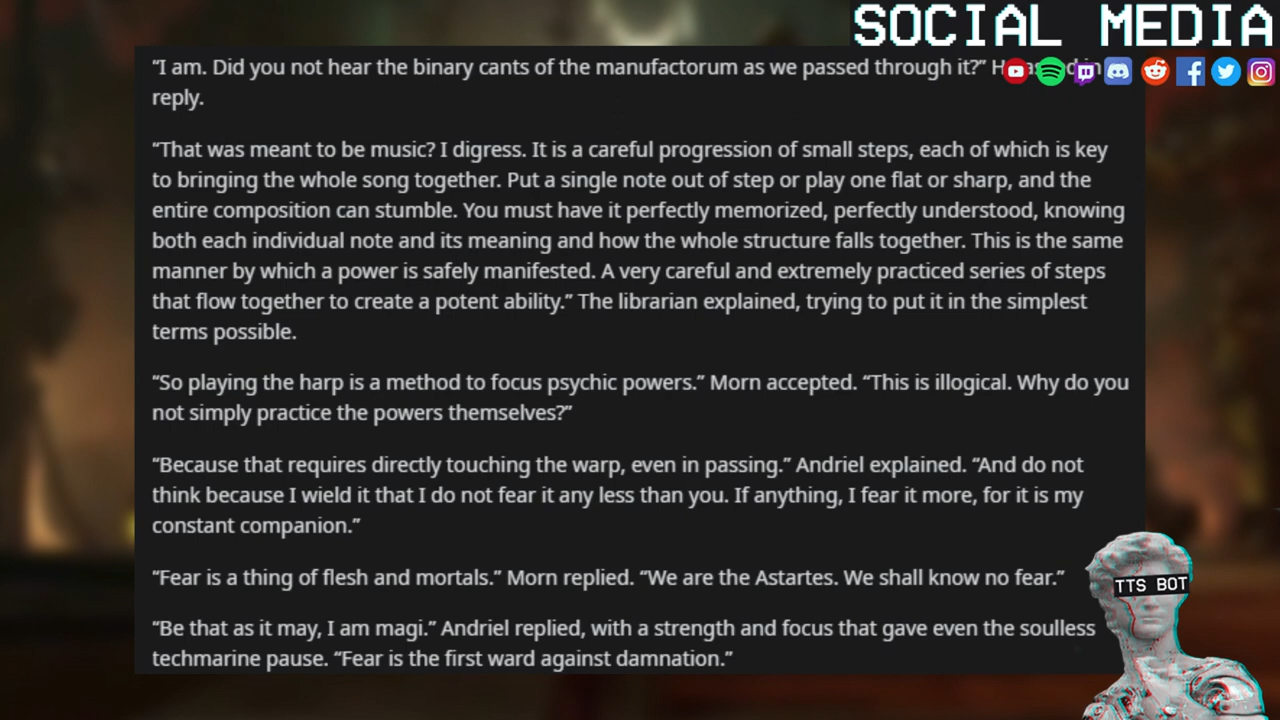 SOCIAL MEDIA
“I am. Did you not hear the binary cants of the manufactorum as we passed through it?”
reply.
“That was meant to be music? I digress. It is a careful progression of small steps, each of which is key
to bringing the whole song together. Put a single note out of step or play one flat or sharp, and the
entire composition can stumble. You must have it perfectly memorized, perfectly understood, knowing
both each individual note and its meaning and how the whole structure falls together. This is the same
manner by which a power is safely manifested. A very careful and extremely practiced series of steps
that flow together to create a potent ability.” The librarian explained, trying to put it in the simplest
terms possible.
“So playing the harp is a method to focus psychic powers.” Morn accepted. “This is illogical. Why do you
not simply practice the powers themselves?”
“Because that requires directly touching the warp, even in passing.” Andriel explained. “And do not
think because I wield it that I do not fear it any less than you. If anything, I fear it more, for it is my
constant companion.”
“Fear is a thing of flesh and mortals.” Morn replied. “We are the Astartes. We shall know no fear.”
“Be that as it may, I am magi.” Andriel replied, with a strength and focus that gave even the soulless
techmarine pause. “Fear is the first ward against damnation.”
TTS BOT